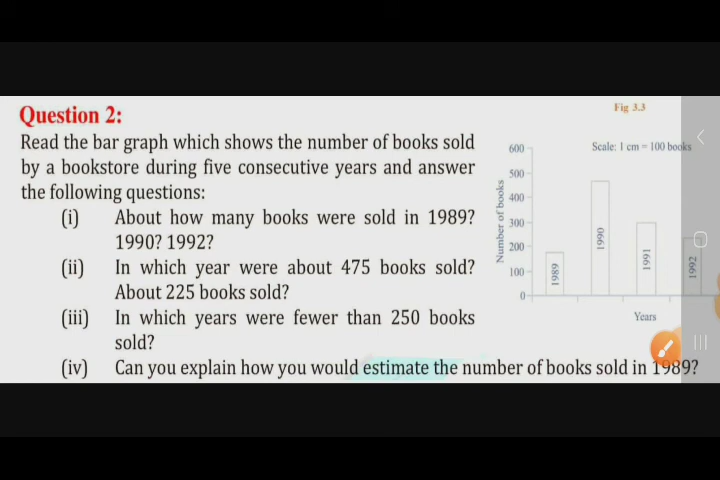 Question 2:
Read the bar graph which shows the number of books sold
by a bookstore during five consecutive years and answer
the following questions:
(i) About how many books were sold in 1989?
1990? 1992?
(ii) In which year were about 475 books sold?
About 225 books sold?
(iii) In which years were fewer than 250 books
sold?
(iv) Can you explain how you would estimate the number of books sold in 1989?
Fig 3.3
Scale: 1 cm = 100 books
Number of books
600
500
400
300
200
100
0
1989
1990
1991
1992
Years